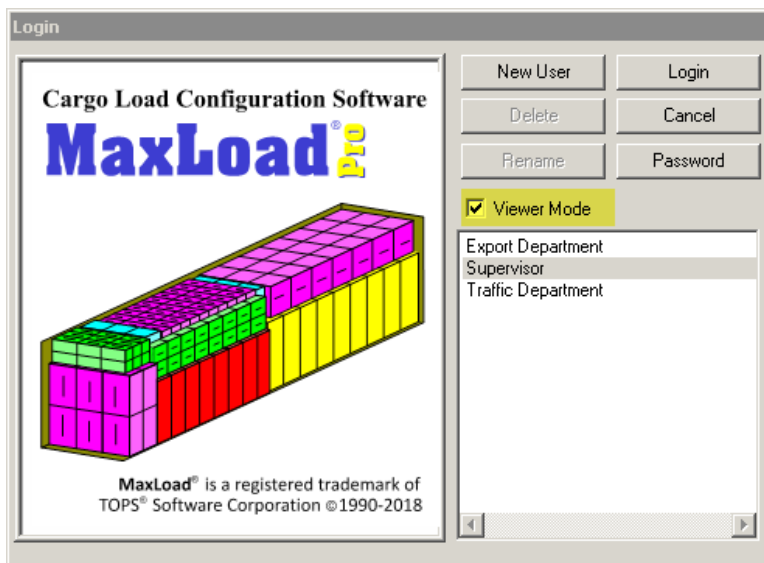 Login
Cargo Load Configuration Software
MaxLoad® Pro
MaxLoad® is a registered trademark of
TOPS® Software Corporation ©1990-2018
New User
Login
Delete
Cancel
Rename
Password
Viewer Mode
Export Department
Supervisor
Traffic Department